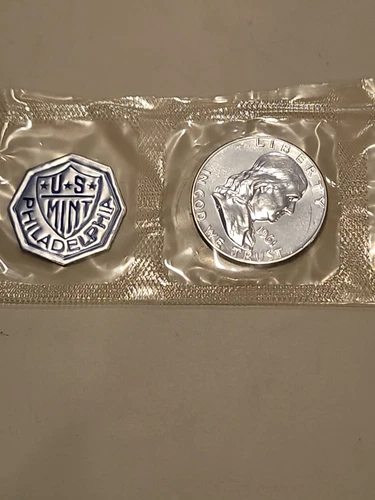 U★S
MINT
PHILADELPHIA
LIBERTY
IN GOD WE TRUST